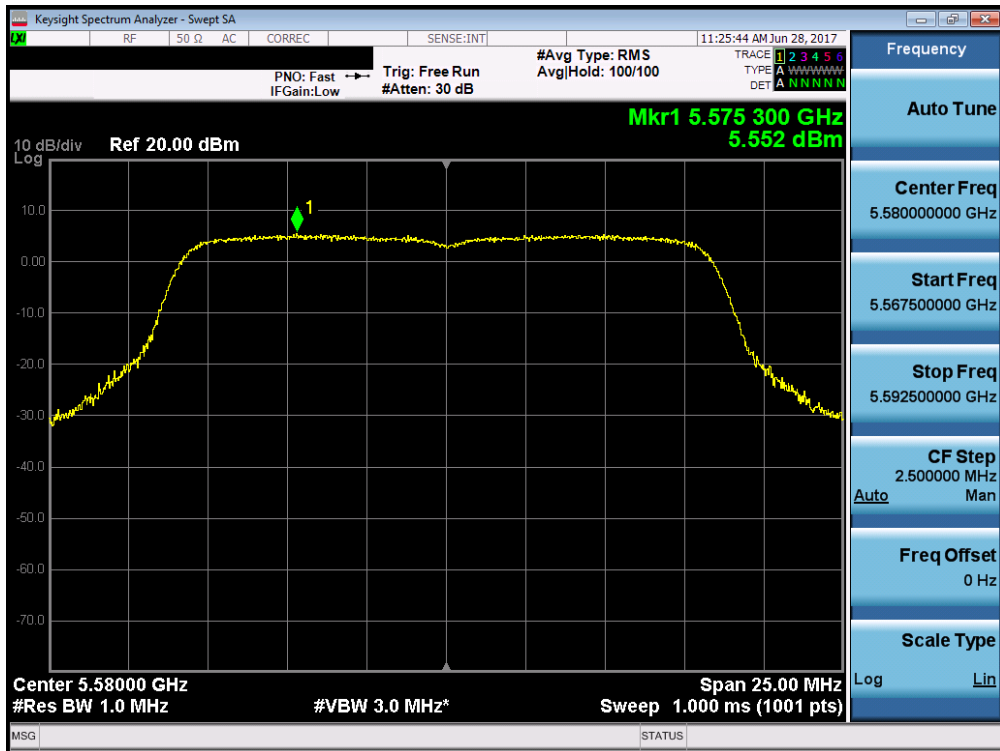 Keysight Spectrum Analyzer - Swept SA
LXI RF 50 Ω AC CORREC SENSE:INT 11:25:44 AM Jun 28, 2017
PNO: Fast
IFGain:Low
Trig: Free Run
#Atten: 30 dB
#Avg Type: RMS
Avg|Hold: 100/100
TRACE 1 2 3 4 5 6
TYPE A WWWWW
DET A N N N N N
Mkr1 5.575 300 GHz
5.552 dBm
10 dB/div Ref 20.00 dBm
Log
10.0
1
0.00
-10.0
-20.0
-30.0
-40.0
-50.0
-60.0
-70.0
Center 5.58000 GHz Span 25.00 MHz
#Res BW 1.0 MHz #VBW 3.0 MHz* Sweep 1.000 ms (1001 pts)
MSG STATUS
Frequency
Auto Tune
Center Freq
5.580000000 GHz
Start Freq
5.567500000 GHz
Stop Freq
5.592500000 GHz
CF Step
2.500000 MHz
Auto Man
Freq Offset
0 Hz
Scale Type
Log Lin